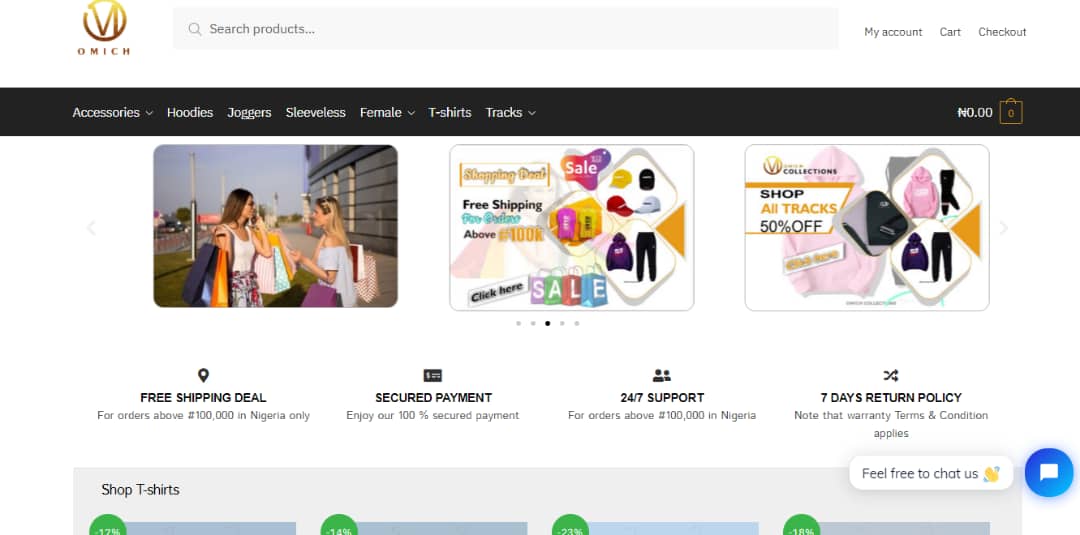 OMICH
Search products...
My account Cart Checkout
Accessories Hoodies Joggers Sleeveless Female T-shirts Tracks
₦0.00 0
Shopping Deal
Sale
Free Shipping
For Orders
Above #100K
Click here
SALE
OMICH
COLLECTIONS
SHOP
All TRACKS
50%OFF
Click here
OMICH COLLECTIONS
FREE SHIPPING DEAL
For orders above #100,000 in Nigeria only
SECURED PAYMENT
Enjoy our 100 % secured payment
24/7 SUPPORT
For orders above #100,000 in Nigeria
7 DAYS RETURN POLICY
Note that warranty Terms & Condition
applies
Feel free to chat us 👋
Shop T-shirts
-17% -14% -23% -18%